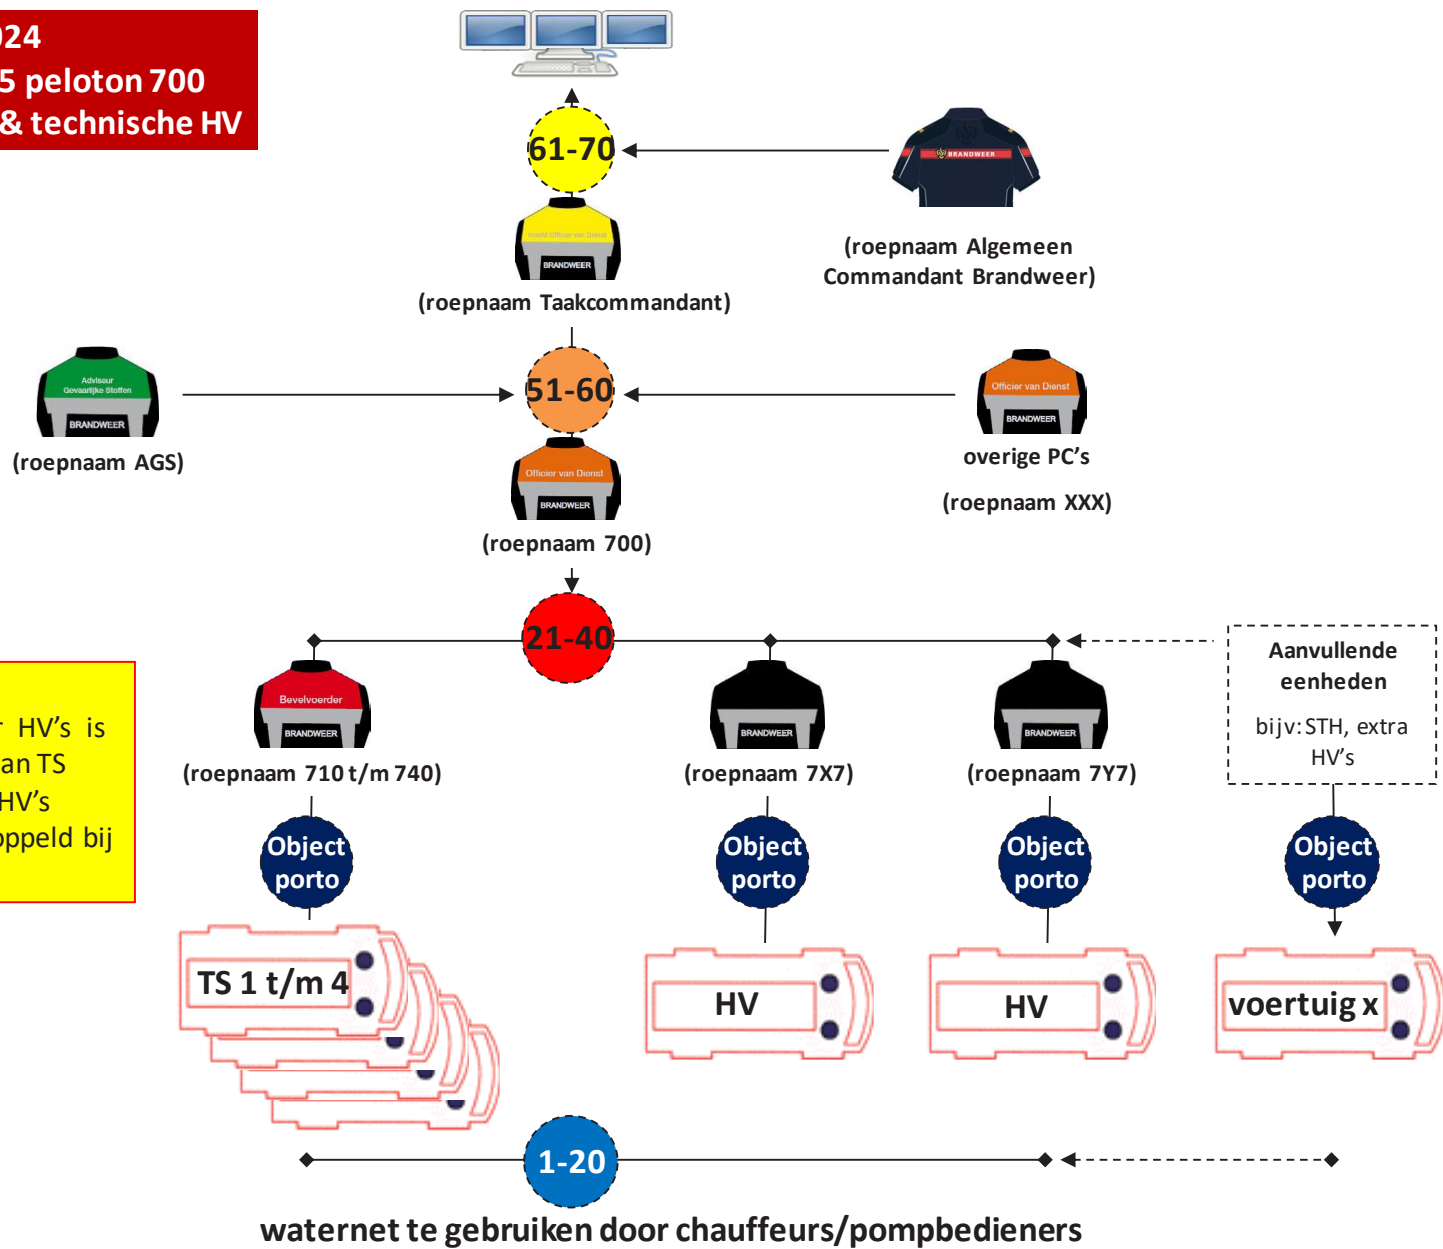 024
5 peloton 700
& technische HV
61-70
BRANDWEER
(roepnaam Algemeen
Commandant Brandweer)
Hoofd Officier van Dienst
BRANDWEER
(roepnaam Taakcommandant)
Adviseur
Gevaarlijke Stoffen
BRANDWEER
(roepnaam AGS)
51-60
Officier van Dienst
BRANDWEER
overige PC’s
(roepnaam XXX)
Officier van Dienst
BRANDWEER
(roepnaam 700)
21-40
Bevelvoerder
BRANDWEER
(roepnaam 710 t/m 740)
BRANDWEER
(roepnaam 7X7)
BRANDWEER
(roepnaam 7Y7)
Aanvullende
eenheden
bijv: STH, extra
HV’s
HV’s is
an TS
HV’s
oppeld bij
Object
porto
Object
porto
Object
porto
Object
porto
TS 1 t/m 4
HV
HV
voertuig x
1-20
waternet te gebruiken door chauffeurs/pompbedieners